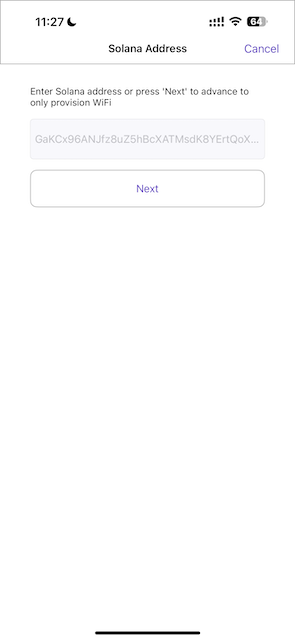 11:27
64
Solana Address
Cancel
Enter Solana address or press 'Next' to advance to
only provision WiFi
GaKCx96ANJfz8uZ5hBcXATMsdK8YErtQoX...
Next